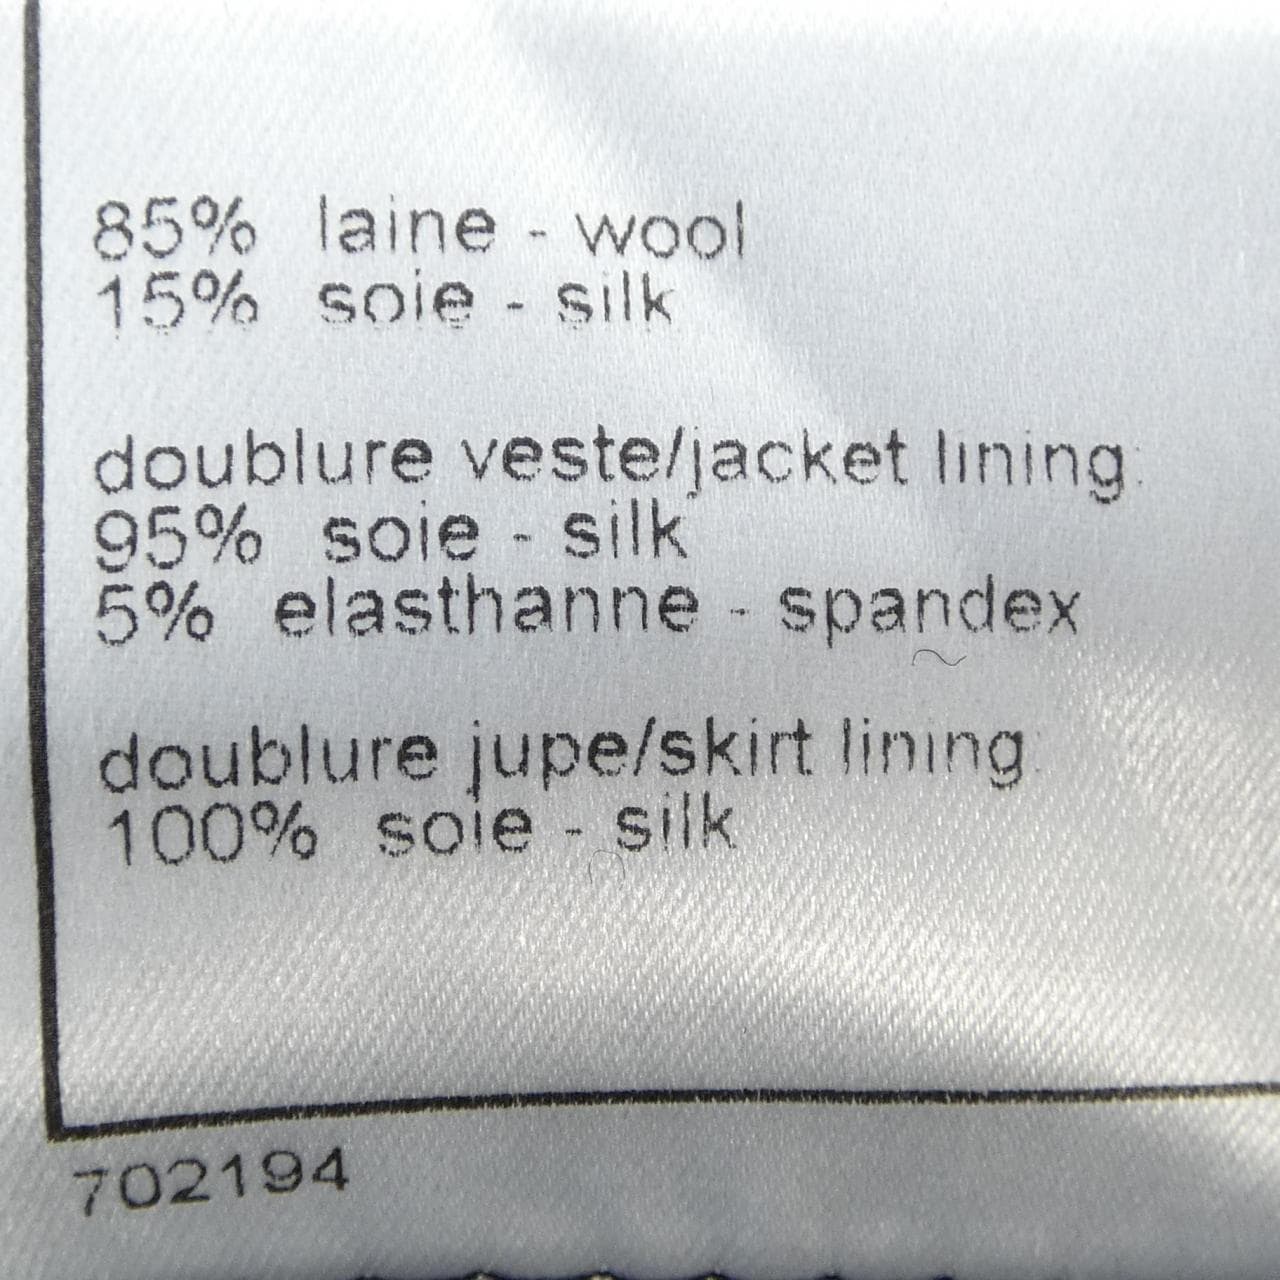 85% laine - wool
15% soie - silk
doublure veste/jacket lining:
95% soie - silk
5% elasthanne - spandex
doublure jupe/skirt lining:
100% soie - silk
702194